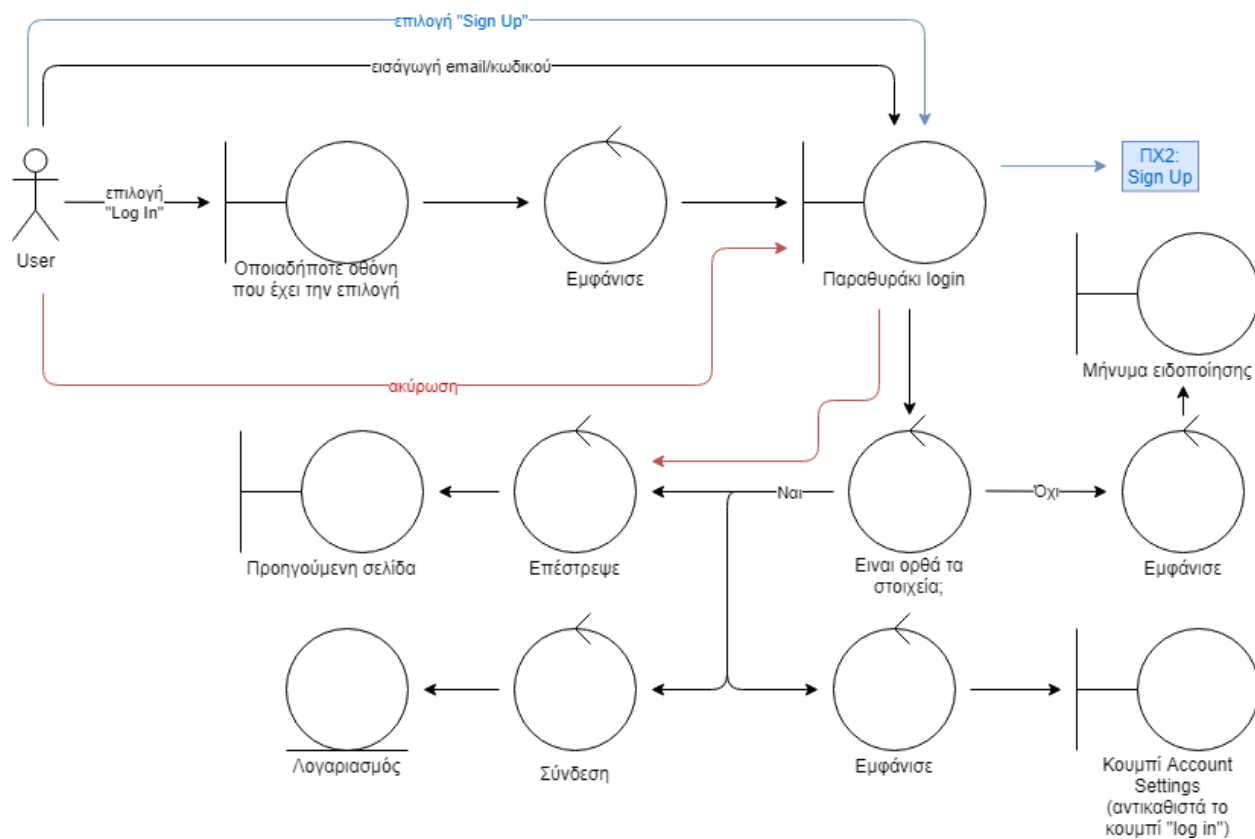 επιλογή "Sign Up"
εισάγωγή email/κωδικού
ΠΧ2:
Sign Up
επιλογή
"Log In"
User
Οποιαδήποτε οθόνη
που έχει την επιλογή
Εμφάνισε
Παραθυράκι login
Μήνυμα ειδοποίησης
ακύρωση
Ναι
Όχι
Προηγούμενη σελίδα
Επέστρεψε
Ειναι ορθά τα
στοιχεία;
Εμφάνισε
Λογαριασμός
Σύνδεση
Εμφάνισε
Κουμπί Account
Settings
(αντικαθιστά το
κουμπί "log in")